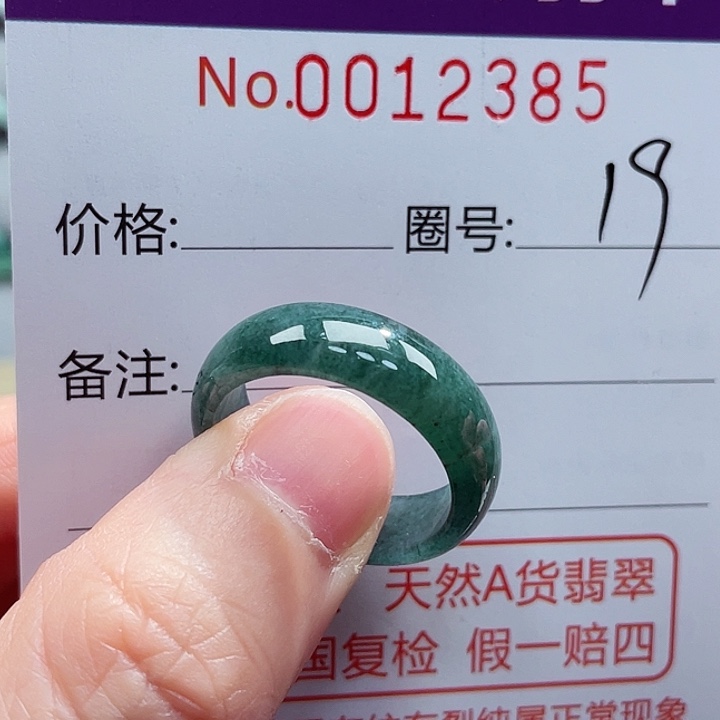 No.0012385
价格: 圈号: 19
备注:
天然A货翡翠
国复检 假一赔四